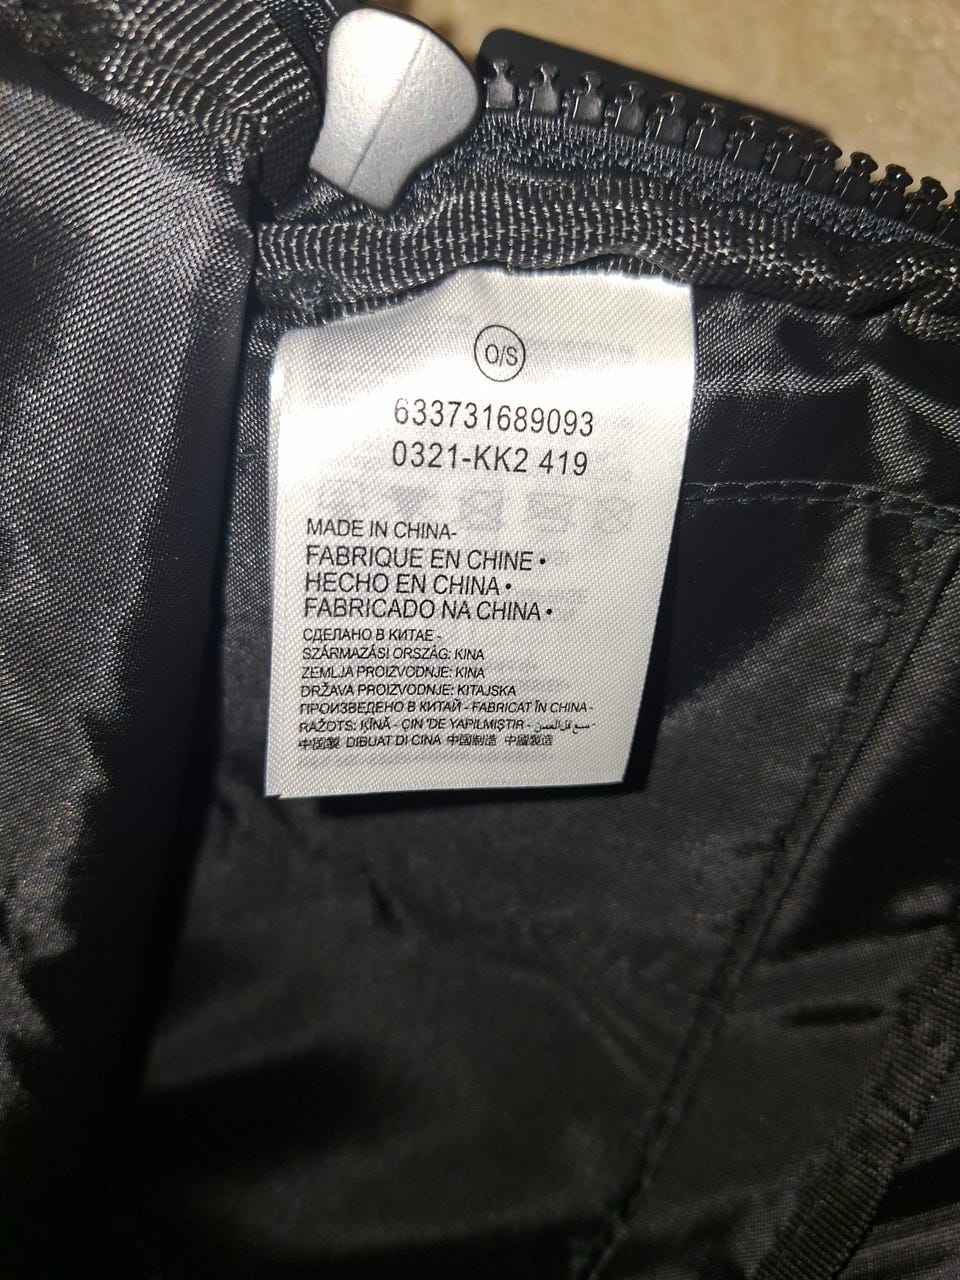 O/S
633731689093
0321-KK2 419
MADE IN CHINA-
FABRIQUE EN CHINE •
HECHO EN CHINA •
FABRICADO NA CHINA •
СДЕЛАНО В КИТАЕ -
SZÁRMAZÁSI ORSZÁG: KÍNA
ZEMLJA PROIZVODNJE: KINA
DRŽAVA PROIZVODNJE: KITAJSKA
ПРОИЗВЕДЕНО В КИТАЙ - FABRICAT ÎN CHINA -
RAŽOTS: ĶĪNĀ - ÇIN 'DE YAPILMIŞTIR -
中国製 DIBUAT DI CINA 中国制造 中國製造